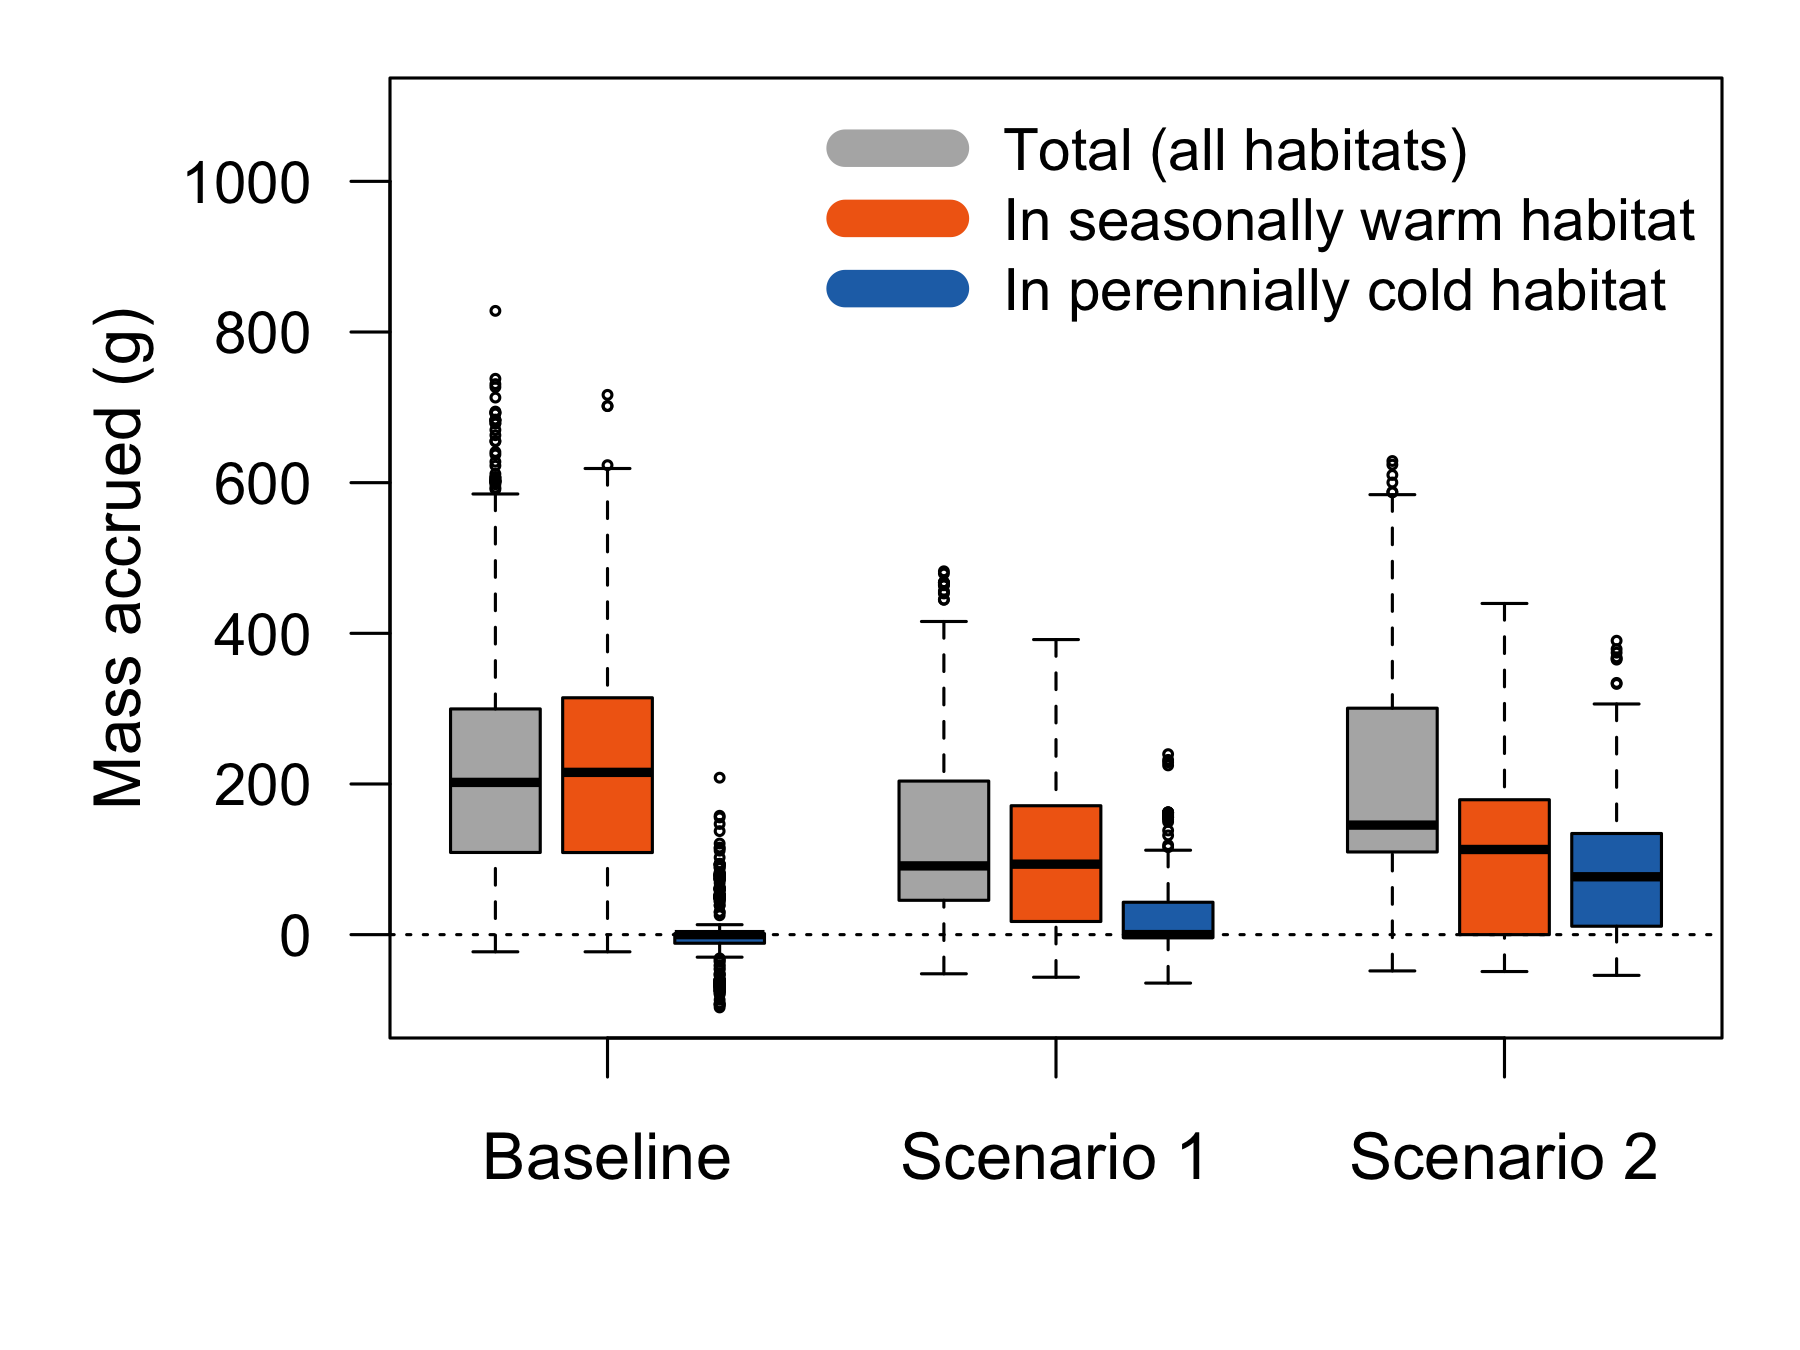 Total (all habitats)
In seasonally warm habitat
In perennially cold habitat
Mass accrued (g)
1000
800
600
400
200
0
Baseline
Scenario 1
Scenario 2